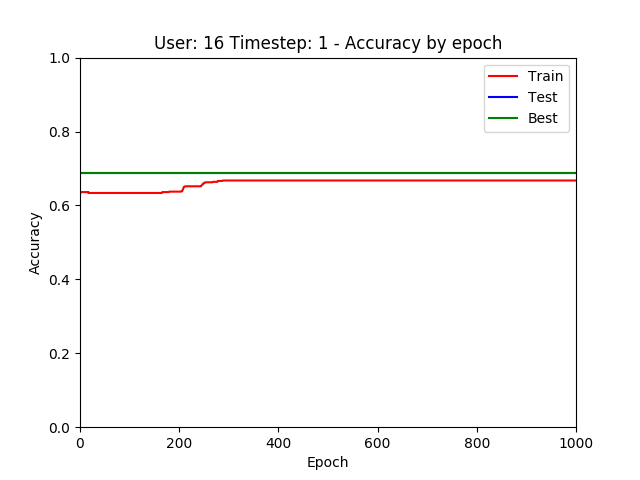 User: 16 Timestep: 1 - Accuracy by epoch
1.0
0.8
0.6
0.4
0.2
0.0
Accuracy
Train
Test
Best
0 200 400 600 800 1000
Epoch